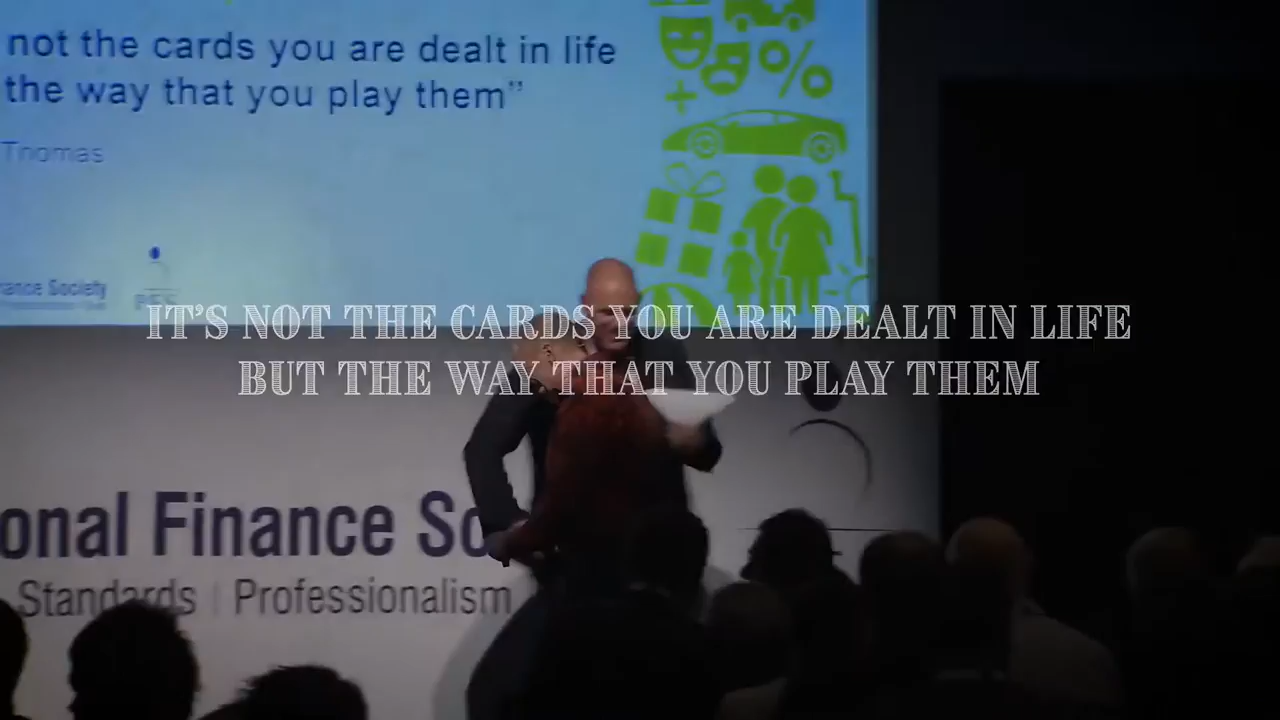 not the cards you are dealt in life
the way that you play them”
Thomas
ance Society
PFS
IT’S NOT THE CARDS YOU ARE DEALT IN LIFE
BUT THE WAY THAT YOU PLAY THEM
onal Finance So
Standards | Professionalism